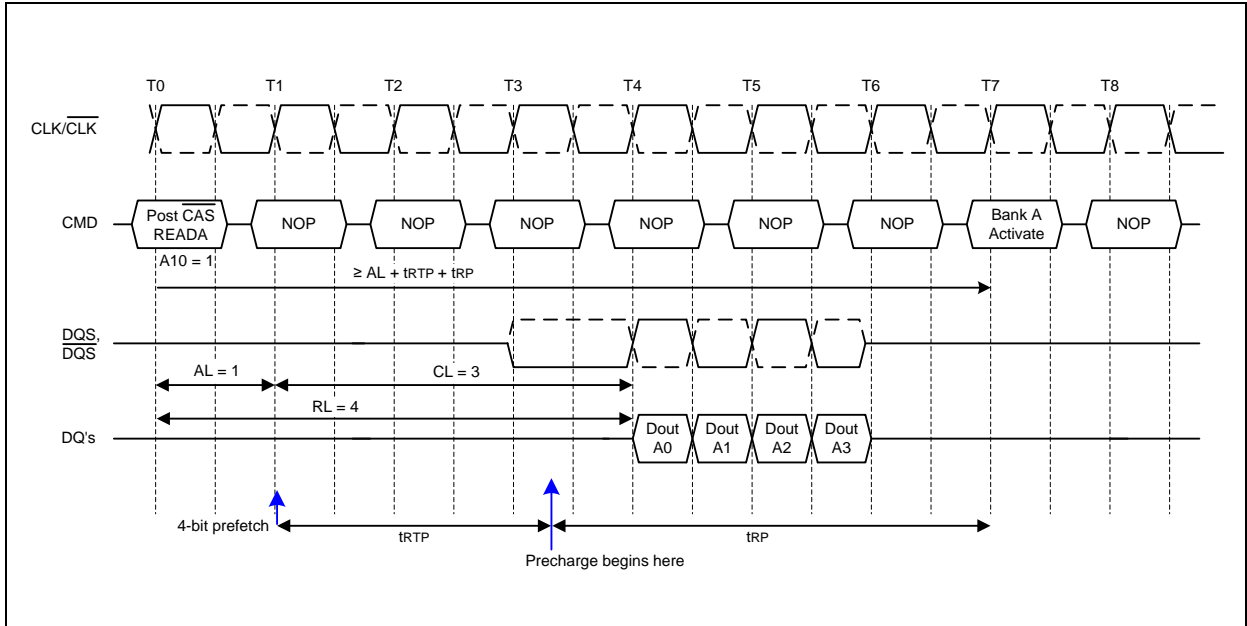 T0 T1 T2 T3 T4 T5 T6 T7 T8
CLK/CLK
CMD
Post CAS
READA
NOP NOP NOP NOP NOP NOP
Bank A
Activate
NOP
A10 = 1
≥ AL + tRTP + tRP
DQS,
DQS
AL = 1
CL = 3
RL = 4
DQ's
Dout
A0
Dout
A1
Dout
A2
Dout
A3
4-bit prefetch
tRTP
tRP
Precharge begins here